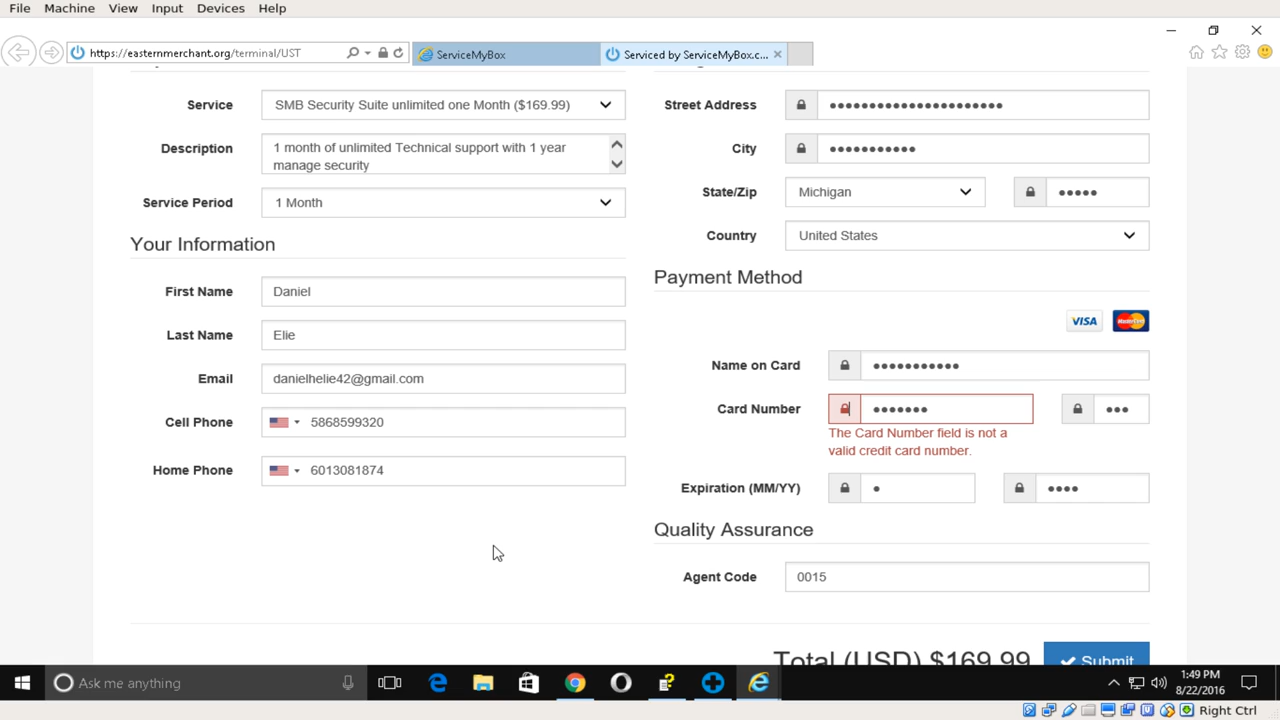 File Machine View Input Devices Help
https://easternmerchant.org/terminal/UST
ServiceMyBox
Serviced by ServiceMyBox.c...
Service
SMB Security Suite unlimited one Month ($169.99)
Description
1 month of unlimited Technical support with 1 year
manage security
Service Period
1 Month
Your Information
First Name
Daniel
Last Name
Elie
Email
danielhelie42@gmail.com
Cell Phone
5868599320
Home Phone
6013081874
Street Address
•••••••••••••••••••••••
City
•••••••••••
State/Zip
Michigan
•••••
Country
United States
Payment Method
VISA
MasterCard
Name on Card
•••••••••••
Card Number
•••••••
•••
The Card Number field is not a
valid credit card number.
Expiration (MM/YY)
•
••••
Quality Assurance
Agent Code
0015
Total (USD) $169.99
Submit
Ask me anything
1:49 PM
8/22/2016
Right Ctrl